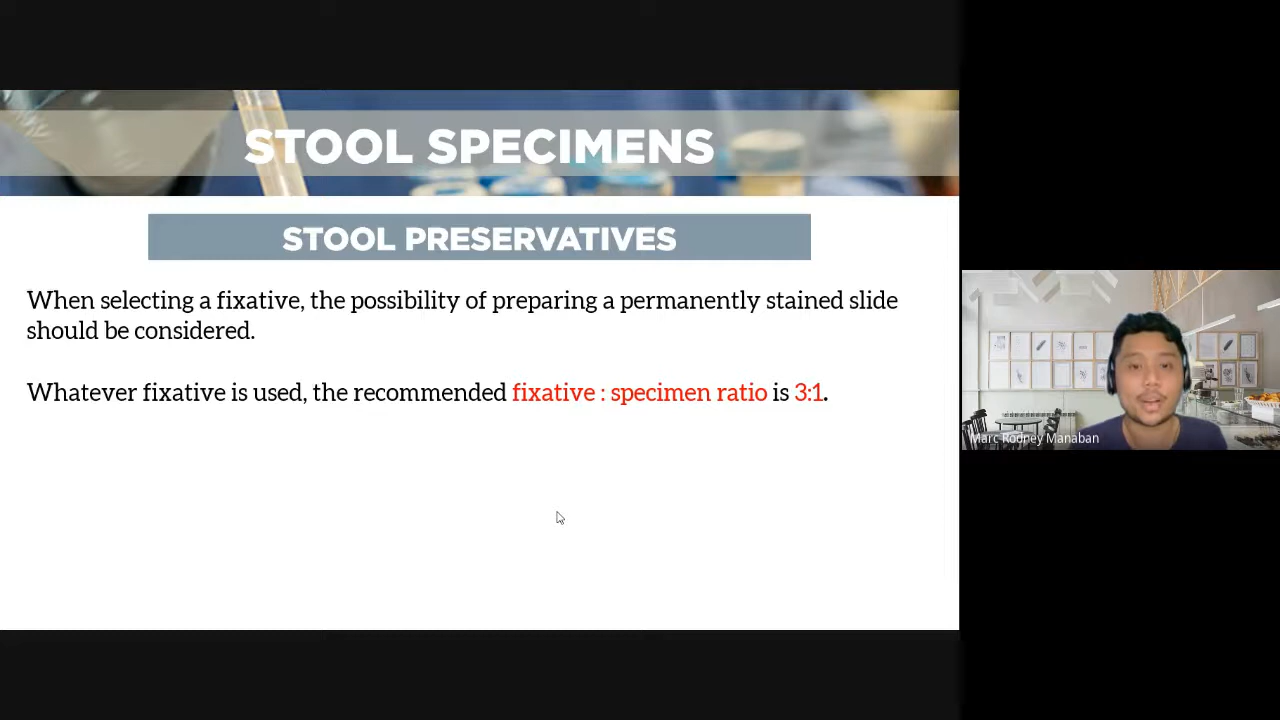 STOOL SPECIMENS
STOOL PRESERVATIVES
When selecting a fixative, the possibility of preparing a permanently stained slide
should be considered.
Whatever fixative is used, the recommended fixative : specimen ratio is 3:1.
Marc Rodney Manaban